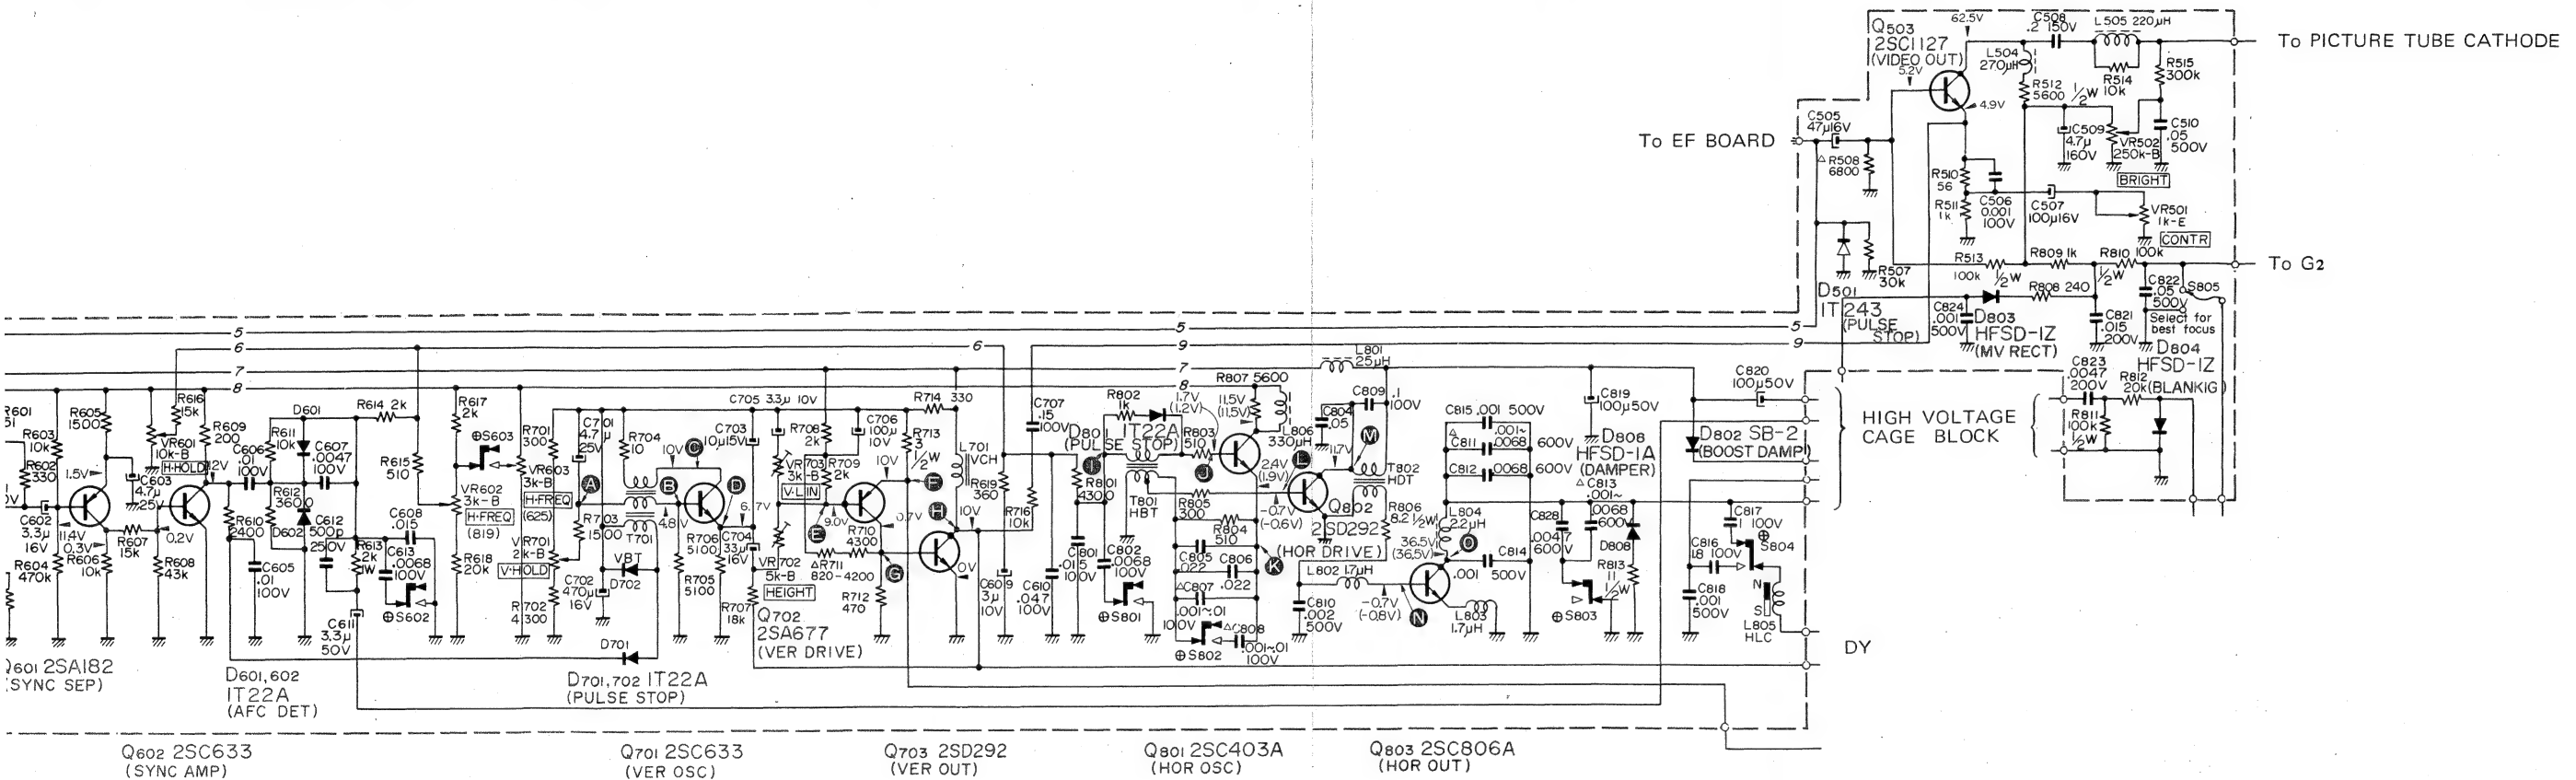 Q503
2SC1127
(VIDEO OUT)
62.5V
5.2V
4.9V
C508
.2 150V
L505 220μH
L504
270μH
R512
5600
1/2W
R514
10k
R515
300k
C509
4.7μ
160V
VR502
250k-B
BRIGHT
C510
.05
500V
To PICTURE TUBE CATHODE
To EF BOARD
C505
47μ16V
△R508
6800
R510
56
R511
1k
C506
0.001
100V
C507
100μ16V
VR501
1k-E
CONTR
R507
30k
D501
1T243
(PULSE
STOP)
R513
100k
1/2W
R809 1k
R810 100k
1/2W
R808 240
To G2
C824
.001
500V
D803
HFSD-1Z
(MV RECT)
C822
.05
500V
S805
Select for
best focus
C821
.015
200V
D804
HFSD-1Z
(BLANKIG)
C823
.0047
200V
R812
20k
R811
100k
1/2W
HIGH VOLTAGE
CAGE BLOCK
5
5
5
6
6
9
9
7
7
8
8
R601
51
R603
10k
R602
330
R605
1500
1.5V
11.4V
0.3V
C602
3.3μ
16V
R604
470k
R606
10k
R607
15k
C603
4.7μ
25V
VR601
10k-B
H·HOLD
R616
15k
R609
200
12V
0.2V
R608
43k
C606
.01
100V
R611
10k
D601
C607
.0047
100V
R610
2400
R612
3600
D602
C605
.01
100V
C612
500p
250V
R614 2k
R615
510
R613
2k
1W
C613
.0068
100V
C608
.015
⊕S602
C611
3.3μ
50V
R617
2k
⊕S603
VR602
3k-B
H·FREQ
(819)
R618
20k
VR603
3k-B
H·FREQ
(625)
R701
300
VR701
2k-B
V·HOLD
R702
4300
C701
4.7μ
25V
A
R703
1500
R704
10
T701
VBT
D702
C702
470μ
16V
D701
B
4.8V
10V
C
D
6.7V
R706
5100
R705
5100
R707
18k
C703
10μ15V
C704
33μ
16V
C705 3.3μ 10V
R708
2k
VR703
3k-B
V·LIN
R709
2k
E
9.0V
VR702
5k-B
HEIGHT
△R711
820-4200
R710
4300
C706
100μ
10V
R713
3
1/2W
10V
0.7V
F
G
R712
470
R714 330
L701
VCH
H
10V
0V
R619
360
R716
10k
C609
3μ
10V
C610
.047
100V
C707
.15
100V
Q702
2SA677
(VER DRIVE)
Q601 2SA182
(SYNC SEP)
D601,602
1T22A
(AFC DET)
D701,702 1T22A
(PULSE STOP)
D801
1T22A
(PULSE STOP)
R802
1k
I
R801
4300
C801
.015
100V
C802
.0068
100V
⊕S801
T801
HBT
R803
510
1.7V
(1.2V)
J
R807 5600
11.5V
(11.5V)
L806
330μH
2.4V
(1.9V)
R805
300
R804
510
C805
.022
C806
.022
K
△C807
.001~.01
100V
⊕S802
△C808
.001~.01
100V
L
-0.7V
(-0.6V)
Q802
2SD292
(HOR DRIVE)
C804
.05
11.7V
L801
25μH
C809 .1
100V
M
T802
HDT
R806
8.2 1/2W
C810
.002
500V
L802 1.7μH
-0.7V
(-0.8V)
N
36.5V
(36.5V)
O
L804
2.2μH
L803
1.7μH
C815 .001 500V
△C811 .001~
.0068 600V
C812 .0068 600V
C814
.001 500V
C819
100μ50V
D808
HFSD-1A
(DAMPER)
△C813
.001~
.0068
600V
C828
.0047
600V
D808
R813
11
1/2W
⊕S803
C820
100μ50V
D802 SB-2
(BOOST DAMP)
C817
1 100V
⊕S804
C816
1.8 100V
C818
.001
500V
N
S
L805
HLC
DY
Q602 2SC633
(SYNC AMP)
Q701 2SC633
(VER OSC)
Q703 2SD292
(VER OUT)
Q801 2SC403A
(HOR OSC)
Q803 2SC806A
(HOR OUT)